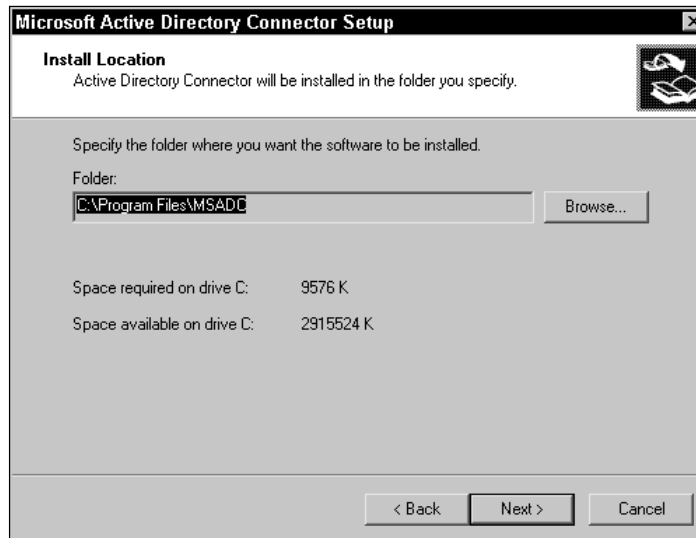 Microsoft Active Directory Connector Setup
Install Location
Active Directory Connector will be installed in the folder you specify.
Specify the folder where you want the software to be installed.
Folder:
C:\Program Files\MSADC
Browse...
Space required on drive C: 9576 K
Space available on drive C: 2915524 K
< Back Next > Cancel